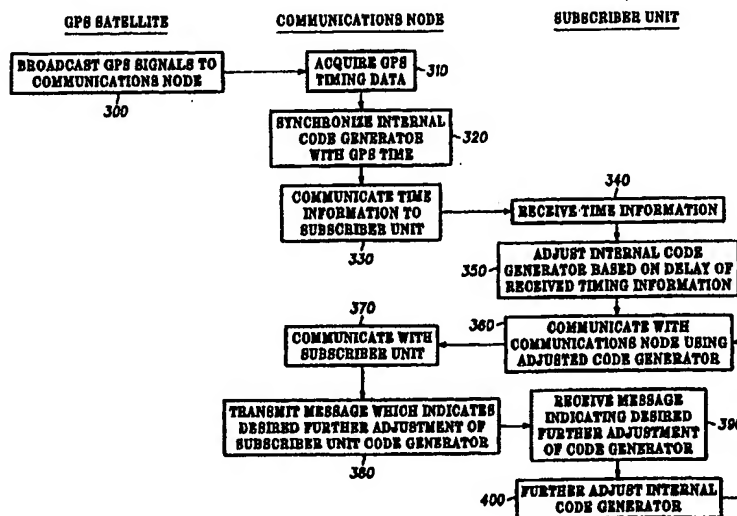 GPS SATELLITE
COMMUNICATIONS NODE
SUBSCRIBER UNIT
BROADCAST GPS SIGNALS TO
COMMUNICATIONS NODE
300
ACQUIRE GPS
TIMING DATA
310
SYNCHRONIZE INTERNAL
CODE GENERATOR
WITH GPS TIME
320
COMMUNICATE TIME
INFORMATION TO
SUBSCRIBER UNIT
330
340
RECEIVE TIME INFORMATION
350
ADJUST INTERNAL CODE
GENERATOR BASED ON DELAY OF
RECEIVED TIMING INFORMATION
360
COMMUNICATE WITH
COMMUNICATIONS NODE USING
ADJUSTED CODE GENERATOR
370
COMMUNICATE WITH
SUBSCRIBER UNIT
TRANSMIT MESSAGE WHICH INDICATES
DESIRED FURTHER ADJUSTMENT OF
SUBSCRIBER UNIT CODE GENERATOR
380
RECEIVE MESSAGE
INDICATING DESIRED
FURTHER ADJUSTMENT
OF CODE GENERATOR
390
400
FURTHER ADJUST INTERNAL
CODE GENERATOR